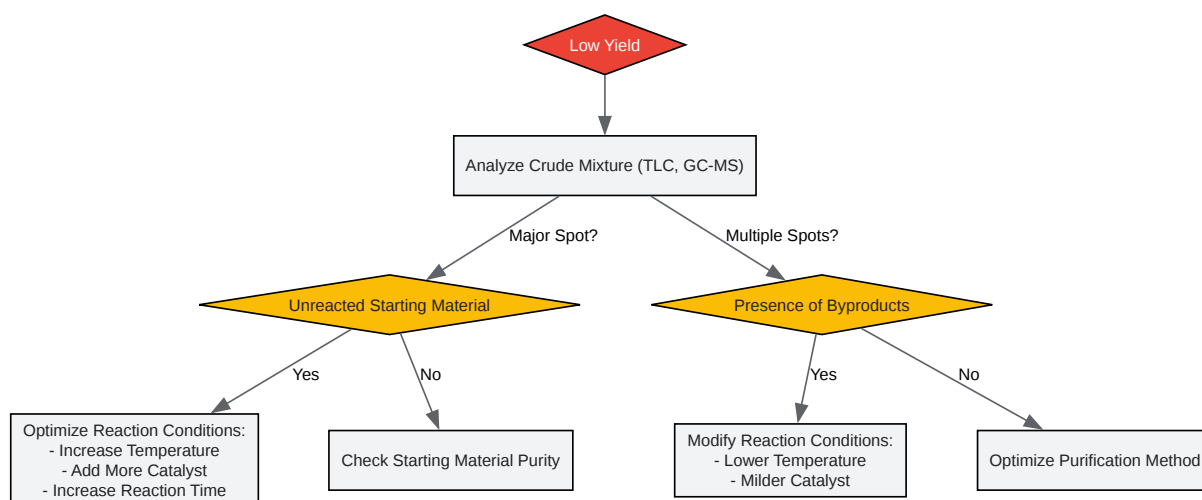 Low Yield
Analyze Crude Mixture (TLC, GC-MS)
Major Spot?
Multiple Spots?
Unreacted Starting Material
Presence of Byproducts
Yes
No
Yes
No
Optimize Reaction Conditions:
- Increase Temperature
- Add More Catalyst
- Increase Reaction Time
Check Starting Material Purity
Modify Reaction Conditions:
- Lower Temperature
- Milder Catalyst
Optimize Purification Method